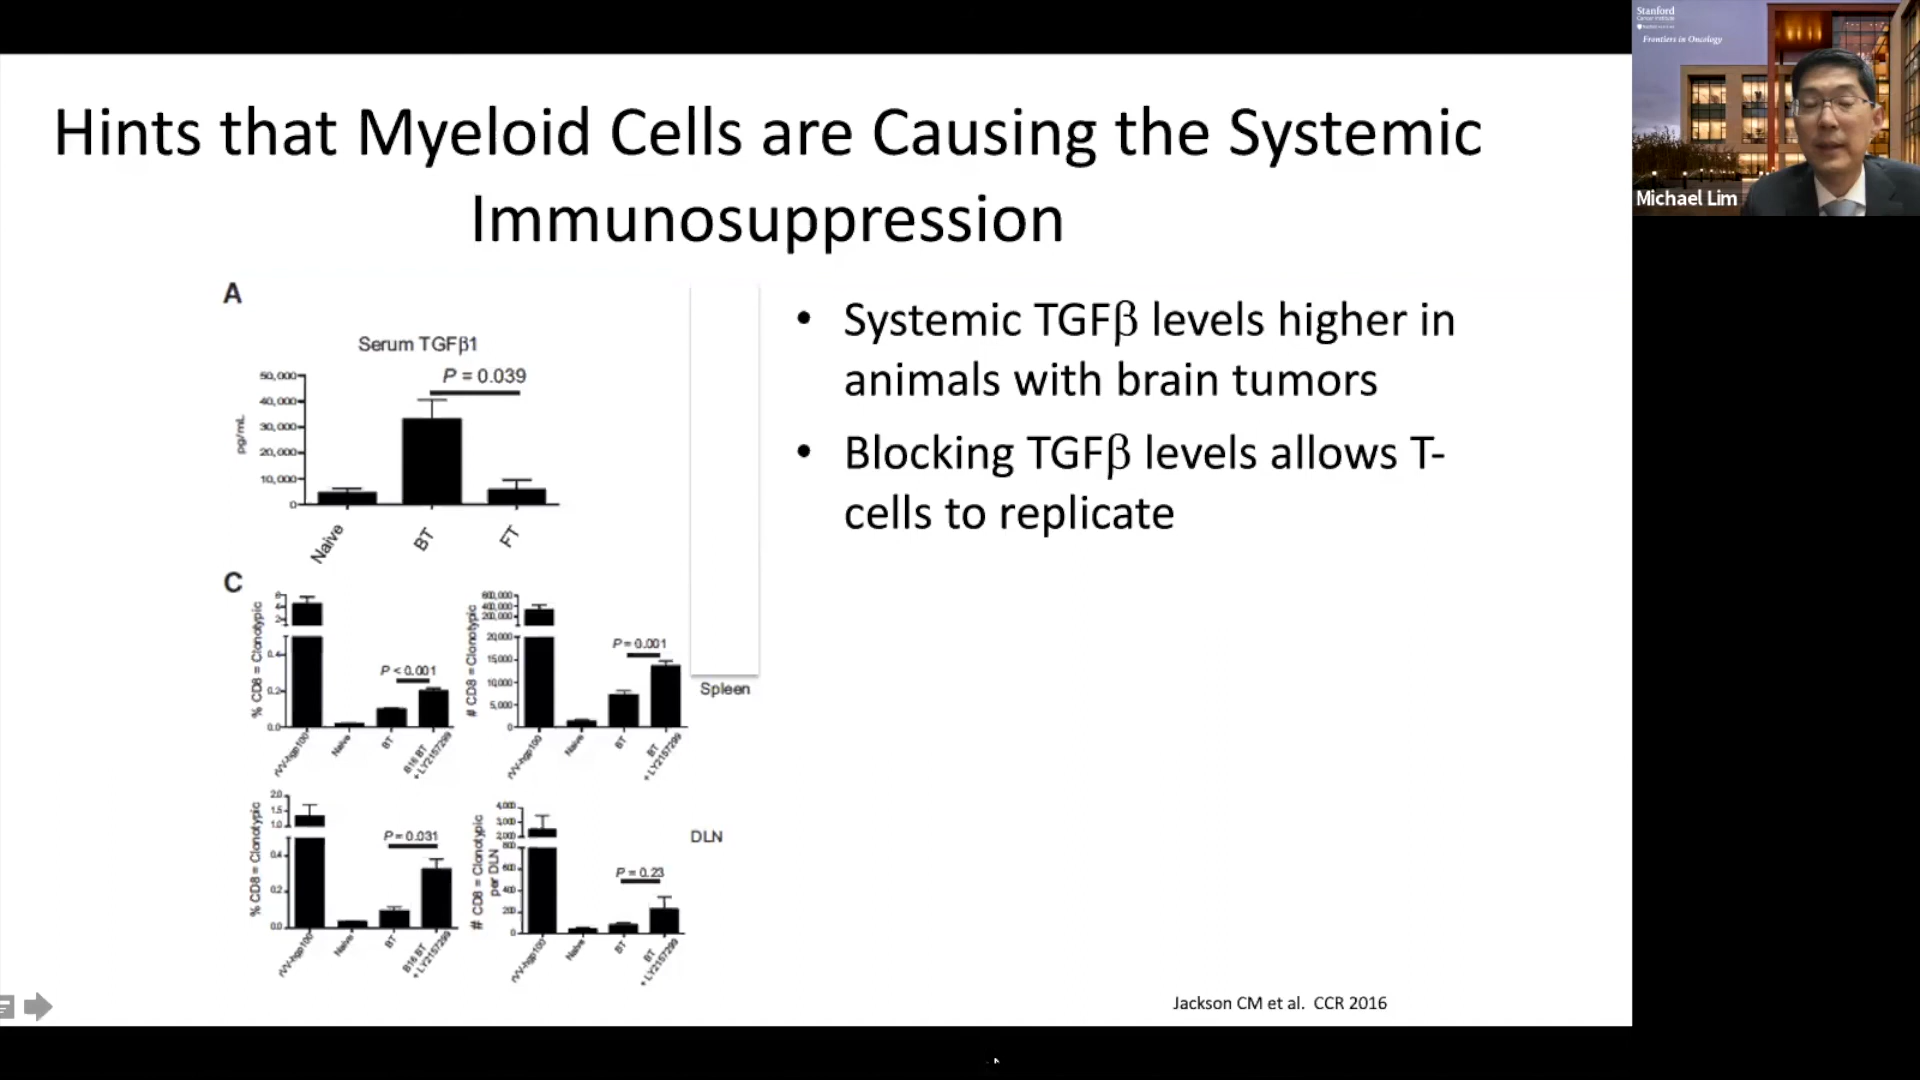 Hints that Myeloid Cells are Causing the Systemic
Immunosuppression
A
Serum TGFβ1
P = 0.039
pg/mL
50,000
40,000
30,000
20,000
10,000
0
Naive
BT
FT
C
% CD8 = Clonotypic
6
4
2
0.4
0.2
0.0
P < 0.001
rVV-hgp100
Naive
BT
B16 BT
+ LY2157299
# CD8 = Clonotypic
600,000
400,000
200,000
20,000
15,000
10,000
5,000
0
P = 0.001
rVV-hgp100
Naive
BT
BT
+ LY2157299
Spleen
% CD8 = Clonotypic
2.0
1.5
1.0
0.4
0.2
0.0
P = 0.031
rVV-hgp100
Naive
BT
B16 BT
+ LY2157299
# CD8 = Clonotypic
per DLN
4,000
3,000
2,000
800
600
400
200
0
P = 0.23
rVV-hgp100
Naive
BT
BT
+ LY2157299
DLN
• Systemic TGFβ levels higher in
animals with brain tumors
• Blocking TGFβ levels allows T-
cells to replicate
Jackson CM et al. CCR 2016
Stanford
Cancer Institute
Frontiers in Oncology
Michael Lim